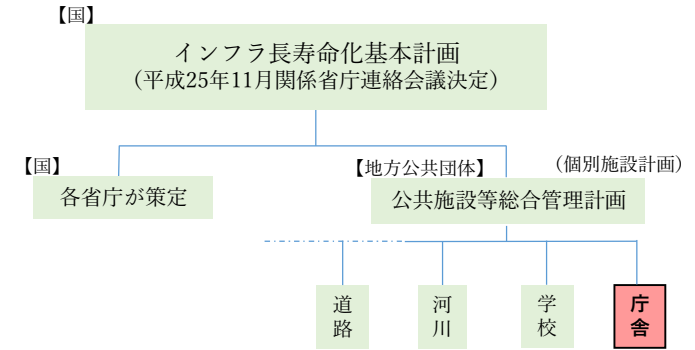 【国】
インフラ長寿命化基本計画
（平成25年11月関係省庁連絡会議決定）
【国】
各省庁が策定
【地方公共団体】
（個別施設計画）
公共施設等総合管理計画
道路
河川
学校
庁舎